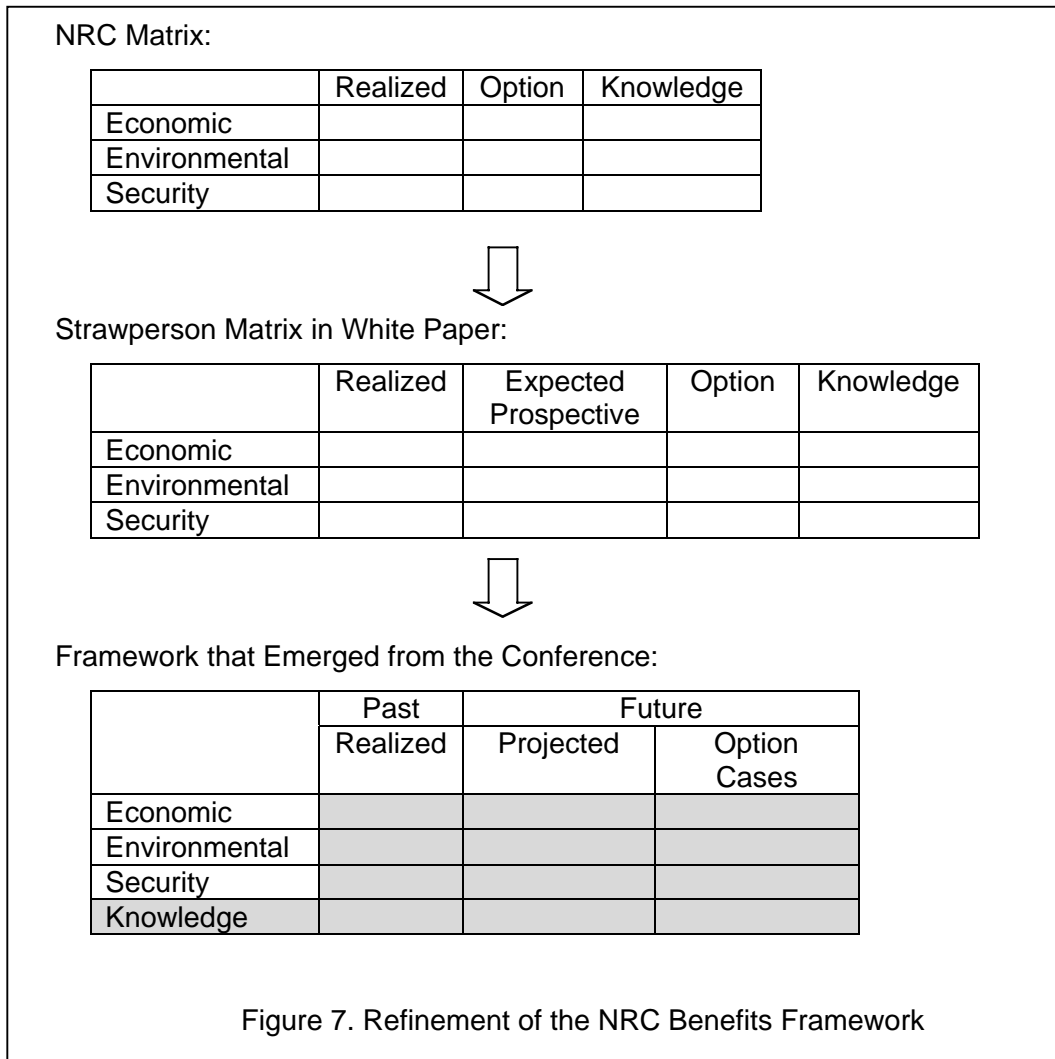 NRC Matrix:
Realized Option Knowledge
Economic
Environmental
Security
Strawperson Matrix in White Paper:
Realized Expected Option Knowledge
Prospective
Economic
Environmental
Security
Framework that Emerged from the Conference:
Past Future
Realized Projected Option
Cases
Economic
Environmental
Security
Knowledge
Figure 7. Refinement of the NRC Benefits Framework